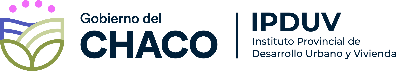 Gobierno del
CHACO
IPDUV
Instituto Provincial de
Desarrollo Urbano y Vivienda